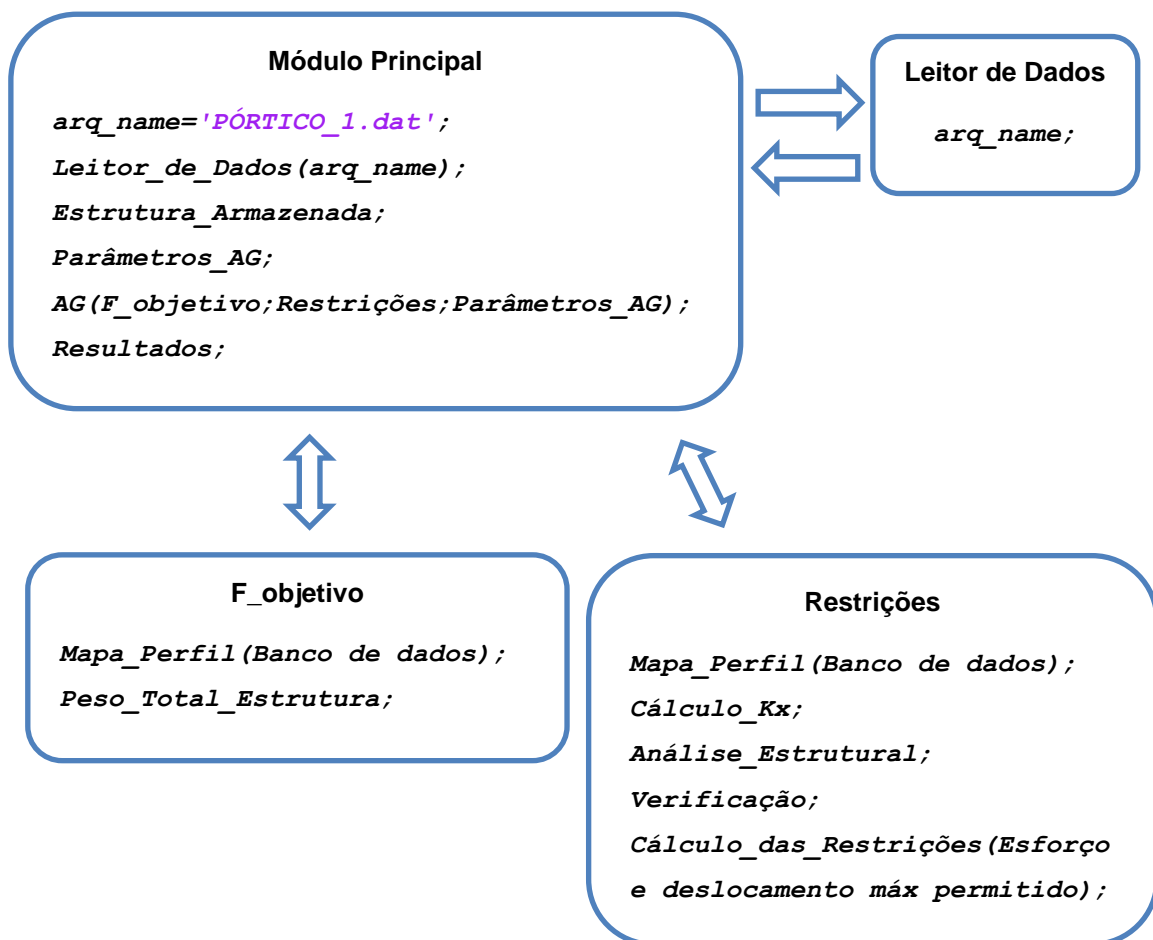 Módulo Principal
arq_name='PÓRTICO_1.dat';
Leitor_de_Dados(arq_name);
Estrutura_Armazenada;
Parâmetros_AG;
AG(F_objetivo;Restrições;Parâmetros_AG);
Resultados;
Leitor de Dados
arq_name;
F_objetivo
Mapa_Perfil(Banco de dados);
Peso_Total_Estrutura;
Restrições
Mapa_Perfil(Banco de dados);
Cálculo_Kx;
Análise_Estrutural;
Verificação;
Cálculo_das_Restrições(Esforço
e deslocamento máx permitido);